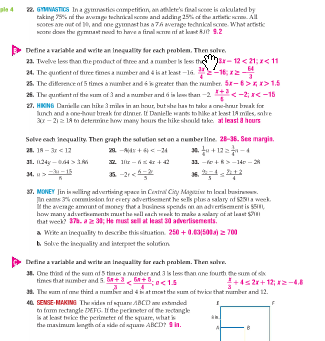 ple 4
22. GYMNASTICS In a gymnastics competition, an athlete's final score is calculated by
taking 75% of the average technical score and adding 25% of the artistic score. All
scores are out of 10, and one gymnast has a 7.6 average technical score. What artistic
score does the gymnast need to have a final score of at least 8.0? 9.2
Define a variable and write an inequality for each problem. Then solve.
23. Twelve less than the product of three and a number is less than 3x − 12 < 21; x < 11
24. The quotient of three times a number and 4 is at least −16.
25. The difference of 5 times a number and 6 is greater than the number. 5x − 6 > x; x > 1.5
26. The quotient of the sum of 3 and a number and 6 is less than −2. x + 3 / 6 < −2; x < −15
27. HIKING Danielle can hike 3 miles in an hour, but she has to take a one-hour break for
lunch and a one-hour break for dinner. If Danielle wants to hike at least 18 miles, solve
3(x − 2) ≥ 18 to determine how many hours the hike should take. at least 8 hours
Solve each inequality. Then graph the solution set on a number line. 28–36. See margin.
28. 18 − 3x < 12
29. −8(4x + 6) < −24
30. 1/4 n + 12 ≥ 3/4 n − 4
31. 0.24y − 0.64 > 3.86
32. 10x − 6 ≤ 4x + 42
33. −6v + 8 > −14v − 28
37. MONEY Jin is selling advertising space in Central City Magazine to local businesses.
Jin earns 3% commission for every advertisement he sells plus a salary of $250 a week.
If the average amount of money that a business spends on an advertisement is $500,
how many advertisements must he sell each week to make a salary of at least $700
that week? 37b. a ≥ 30; He must sell at least 30 advertisements.
a. Write an inequality to describe this situation. 250 + 0.03(500a) ≥ 700
b. Solve the inequality and interpret the solution.
Define a variable and write an inequality for each problem. Then solve.
38. One third of the sum of 5 times a number and 3 is less than one fourth the sum of six
times that number and 5.
39. The sum of one third a number and 4 is at most the sum of twice that number and 12.
40. SENSE-MAKING The sides of square ABCD are extended
to form rectangle DEFG. If the perimeter of the rectangle
is at least twice the perimeter of the square, what is
the maximum length of a side of square ABCD? 9 in.
E
F
A
B